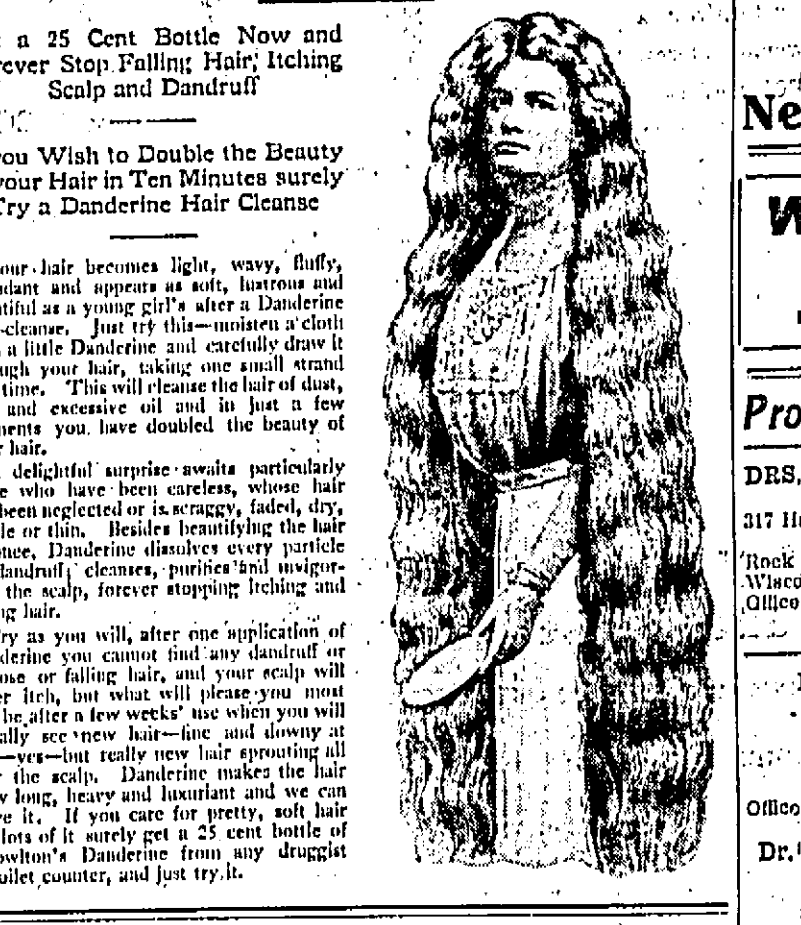 a 25 Cent Bottle Now and
rever Stop Falling Hair, Itching
Scalp and Dandruff
ou Wish to Double the Beauty
your Hair in Ten Minutes surely
Try a Danderine Hair Cleanse
our hair becomes light, wavy, fluffy,
ndant and appears as soft, lustrous and
utiful as a young girl's after a Danderine
-cleanse. Just try this—moisten a cloth
a little Danderine and carefully draw it
ugh your hair, taking one small strand
time. This will cleanse the hair of dust,
and excessive oil and in just a few
ments you have doubled the beauty of
hair.
delightful surprise awaits particularly
e who have been careless, whose hair
been neglected or is scraggy, faded, dry,
le or thin. Besides beautifying the hair
once, Danderine dissolves every particle
dandruff; cleanses, purifies and invigor-
the scalp, forever stopping itching and
ng hair.
ry as you will, after one application of
derine you cannot find any dandruff or
ose or falling hair, and your scalp will
er itch, but what will please you most
be after a few weeks' use when you will
ally see new hair—fine and downy at
—yes—but really new hair sprouting all
the scalp. Danderine makes the hair
w long, heavy and luxuriant and we can
ve it. If you care for pretty, soft hair
lots of it surely get a 25 cent bottle of
owlton's Danderine from any druggist
oilet counter, and just try it.
Ne
W
Pro
DRS.
317 H
Rock
Wisco
Office
Office
Dr.